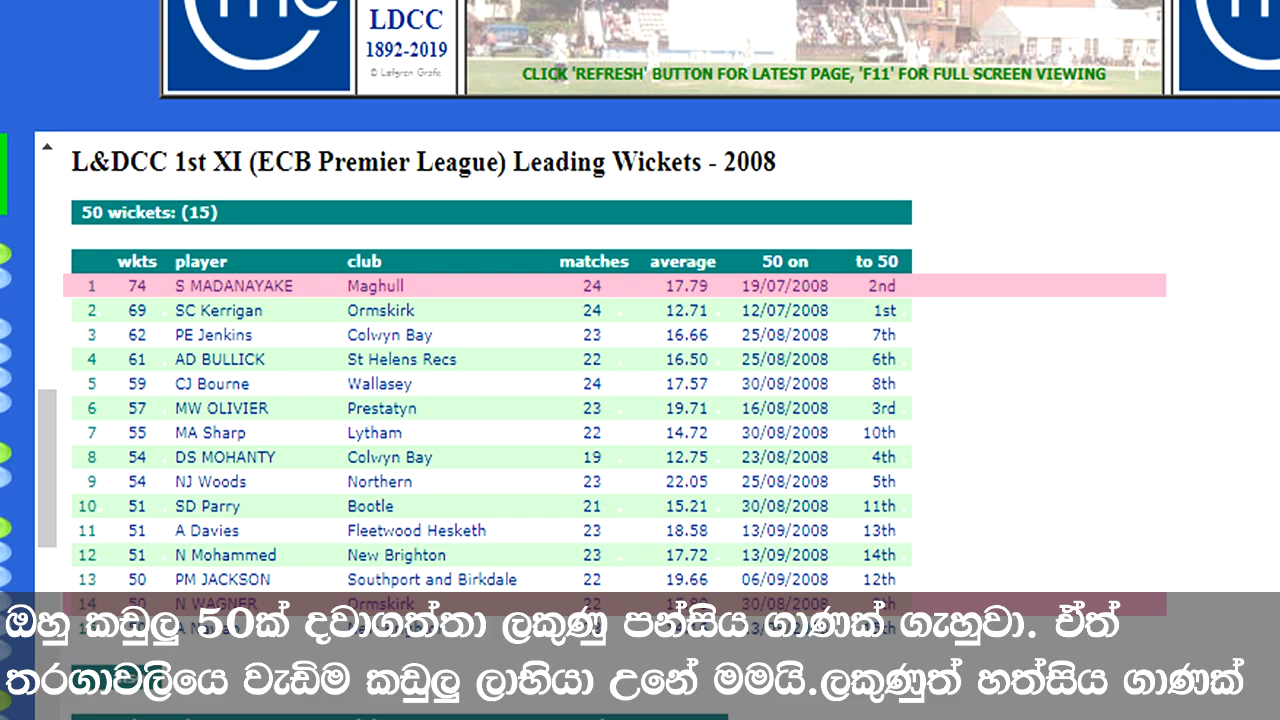 LDCC
1892-2019
© Lofgren Grafic
CLICK 'REFRESH' BUTTON FOR LATEST PAGE, 'F11' FOR FULL SCREEN VIEWING
L&DCC 1st XI (ECB Premier League) Leading Wickets - 2008
50 wickets: (15)
wkts player club matches average 50 on to 50
1 74 S MADANAYAKE Maghull 24 17.79 19/07/2008 2nd
2 69 SC Kerrigan Ormskirk 24 12.71 12/07/2008 1st
3 62 PE Jenkins Colwyn Bay 23 16.66 25/08/2008 7th
4 61 AD BULLICK St Helens Recs 22 16.50 25/08/2008 6th
5 59 CJ Bourne Wallasey 24 17.57 30/08/2008 8th
6 57 MW OLIVIER Prestatyn 23 19.71 16/08/2008 3rd
7 55 MA Sharp Lytham 22 14.72 30/08/2008 10th
8 54 DS MOHANTY Colwyn Bay 19 12.75 23/08/2008 4th
9 54 NJ Woods Northern 23 22.05 25/08/2008 5th
10 51 SD Parry Bootle 21 15.21 30/08/2008 11th
11 51 A Davies Fleetwood Hesketh 23 18.58 13/09/2008 13th
12 51 N Mohammed New Brighton 23 17.72 13/09/2008 14th
13 50 PM JACKSON Southport and Birkdale 22 19.66 06/09/2008 12th
14 50 N WAGNER Ormskirk
ඔහු කඩුලු 50ක් දවාගත්තා ලකුණු පන්සිය ගාණක් ගැහුවා. ඒත්
තරගාවලියෙ වැඩිම කඩුලු ලාභියා උනේ මමයි.ලකුණුත් හත්සිය ගාණක්